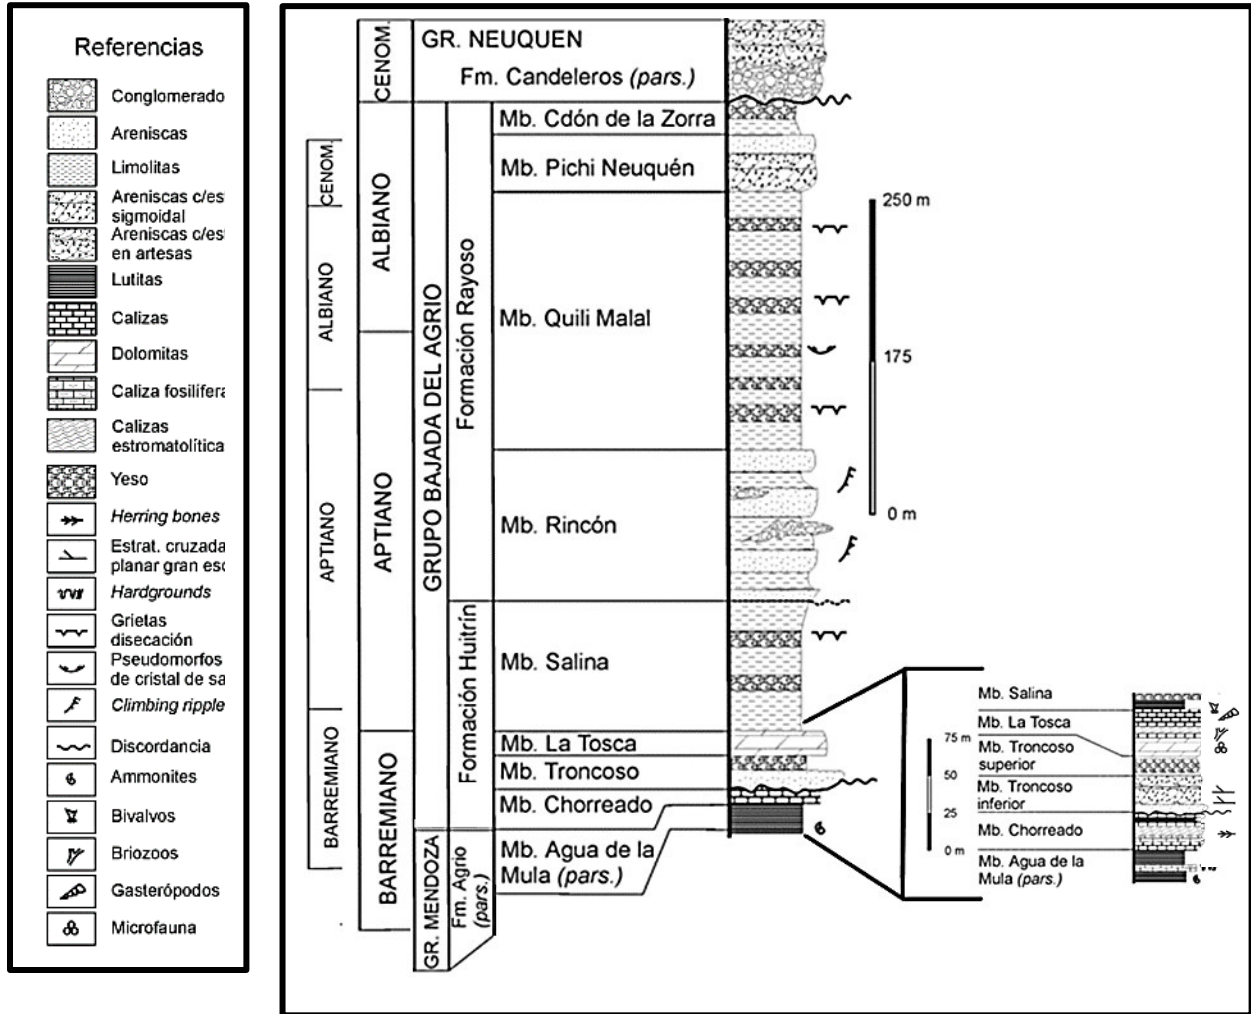 Referencias
Conglomerado
Areniscas
Limolitas
Areniscas c/es
sigmoidal
Areniscas c/es
en artesas
Lutitas
Calizas
Dolomitas
Caliza fosilífera
Calizas
estromatolítica
Yeso
Herring bones
Estrat. cruzada
planar gran esc
Hardgrounds
Grietas
disecación
Pseudomorfos
de cristal de sa
Climbing ripple
Discordancia
Ammonites
Bivalvos
Briozoos
Gasterópodos
Microfauna
CENOM.
ALBIANO
APTIANO
BARREMIANO
CENOM.
ALBIANO
APTIANO
BARREMIANO
GR. NEUQUEN
Fm. Candeleros (pars.)
GRUPO BAJADA DEL AGRIO
GR. MENDOZA
Formación Rayoso
Formación Huitrín
Fm. Agrio
(pars.)
Mb. Cdón de la Zorra
Mb. Pichi Neuquén
Mb. Quili Malal
Mb. Rincón
Mb. Salina
Mb. La Tosca
Mb. Troncoso
Mb. Chorreado
Mb. Agua de la
Mula (pars.)
250 m
175
0 m
Mb. Salina
Mb. La Tosca
Mb. Troncoso
superior
Mb. Troncoso
inferior
Mb. Chorreado
Mb. Agua de la
Mula (pars.)
75 m
50
25
0 m